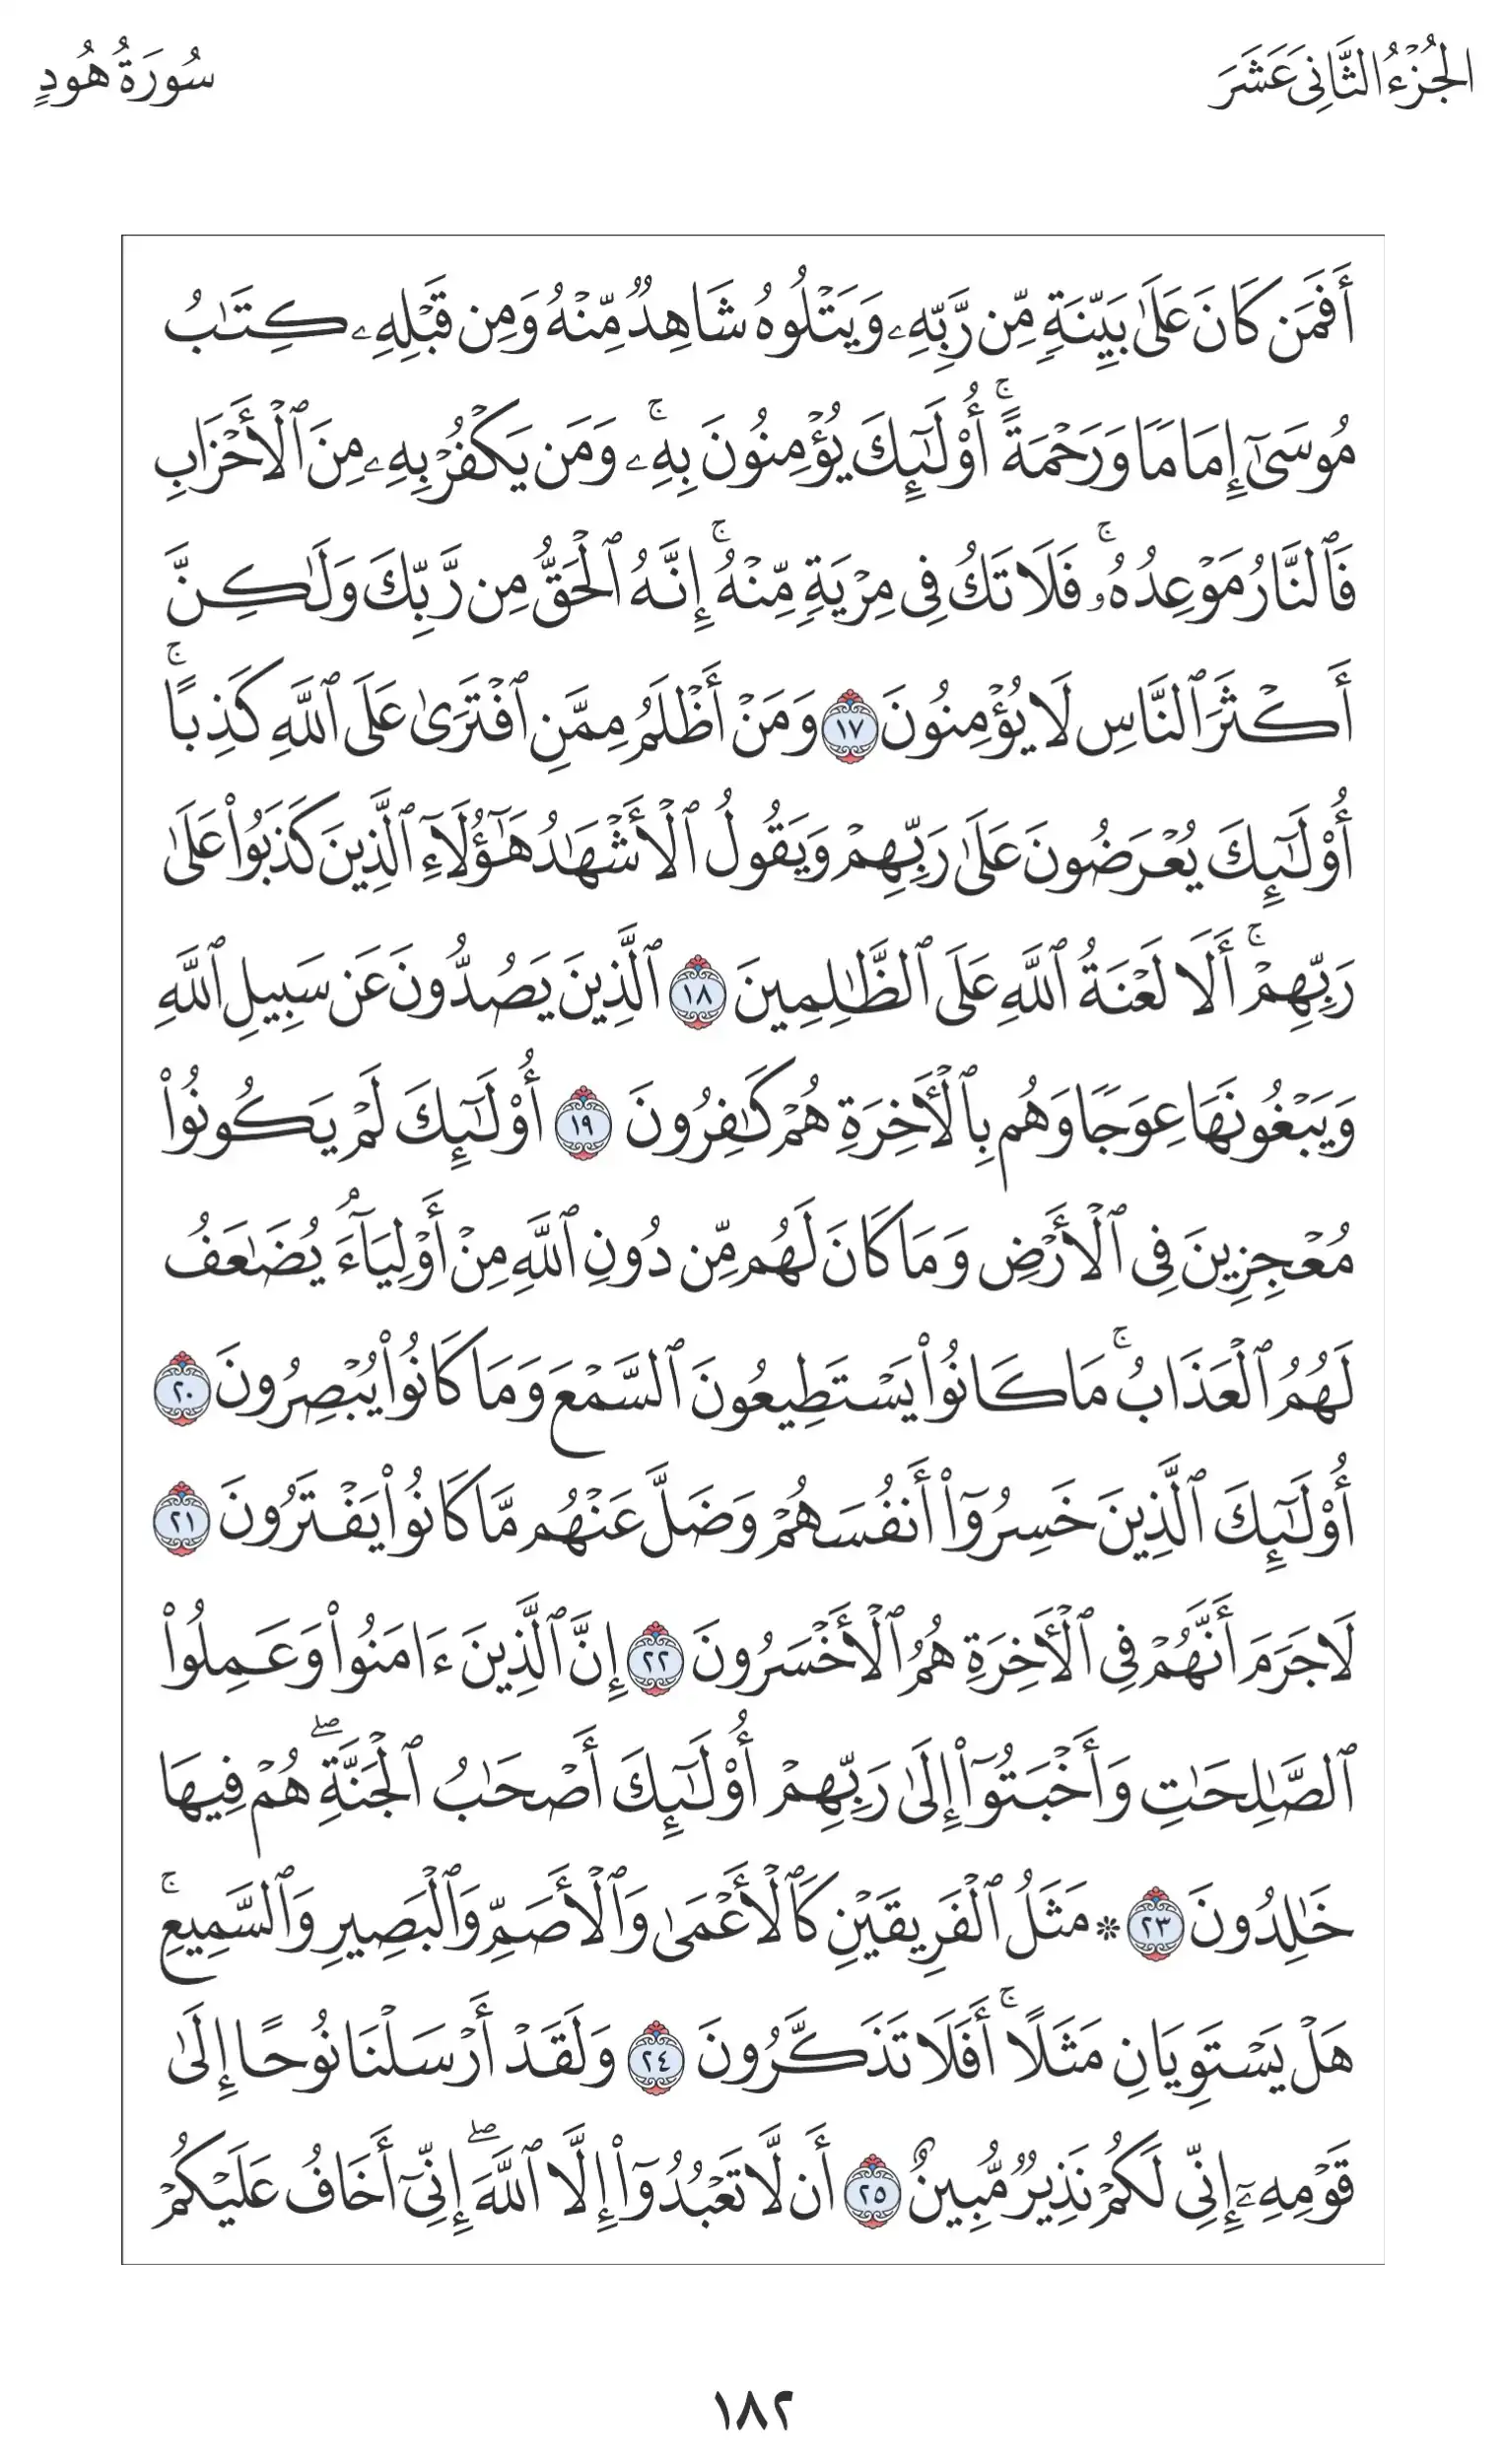 الجُزْءُ الثَّانِي عَشَرَ
سُورَةُ هُودٍ
أَفَمَن كَانَ عَلَىٰ بَيِّنَةٍ مِّن رَّبِّهِۦ وَيَتْلُوهُ شَاهِدٌ مِّنْهُ وَمِن قَبْلِهِۦ كِتَٰبُ
مُوسَىٰٓ إِمَامًا وَرَحْمَةً ۚ أُو۟لَٰٓئِكَ يُؤْمِنُونَ بِهِۦ ۚ وَمَن يَكْفُرْ بِهِۦ مِنَ ٱلْأَحْزَابِ
فَٱلنَّارُ مَوْعِدُهُۥ ۚ فَلَا تَكُ فِى مِرْيَةٍ مِّنْهُ ۚ إِنَّهُ ٱلْحَقُّ مِن رَّبِّكَ وَلَٰكِنَّ
أَكْثَرَ ٱلنَّاسِ لَا يُؤْمِنُونَ ١٧ وَمَنْ أَظْلَمُ مِمَّنِ ٱفْتَرَىٰ عَلَى ٱللَّهِ كَذِبًا ۚ
أُو۟لَٰٓئِكَ يُعْرَضُونَ عَلَىٰ رَبِّهِمْ وَيَقُولُ ٱلْأَشْهَٰدُ هَٰٓؤُلَآءِ ٱلَّذِينَ كَذَبُوا۟ عَلَىٰ
رَبِّهِمْ ۚ أَلَا لَعْنَةُ ٱللَّهِ عَلَى ٱلظَّٰلِمِينَ ١٨ ٱلَّذِينَ يَصُدُّونَ عَن سَبِيلِ ٱللَّهِ
وَيَبْغُونَهَا عِوَجًا وَهُم بِٱلْأَخِرَةِ هُمْ كَٰفِرُونَ ١٩ أُو۟لَٰٓئِكَ لَمْ يَكُونُوا۟
مُعْجِزِينَ فِى ٱلْأَرْضِ وَمَا كَانَ لَهُم مِّن دُونِ ٱللَّهِ مِنْ أَوْلِيَآءَ ۘ يُضَٰعَفُ
لَهُمُ ٱلْعَذَابُ ۚ مَا كَانُوا۟ يَسْتَطِيعُونَ ٱلسَّمْعَ وَمَا كَانُوا۟ يُبْصِرُونَ ٢٠
أُو۟لَٰٓئِكَ ٱلَّذِينَ خَسِرُوٓا۟ أَنفُسَهُمْ وَضَلَّ عَنْهُم مَّا كَانُوا۟ يَفْتَرُونَ ٢١
لَا جَرَمَ أَنَّهُمْ فِى ٱلْأَخِرَةِ هُمُ ٱلْأَخْسَرُونَ ٢٢ إِنَّ ٱلَّذِينَ ءَامَنُوا۟ وَعَمِلُوا۟
ٱلصَّٰلِحَٰتِ وَأَخْبَتُوٓا۟ إِلَىٰ رَبِّهِمْ أُو۟لَٰٓئِكَ أَصْحَٰبُ ٱلْجَنَّةِ ۖ هُمْ فِيهَا
خَٰلِدُونَ ٢٣ ۞ مَثَلُ ٱلْفَرِيقَيْنِ كَٱلْأَعْمَىٰ وَٱلْأَصَمِّ وَٱلْبَصِيرِ وَٱلسَّمِيعِ ۚ
هَلْ يَسْتَوِيَانِ مَثَلًا ۚ أَفَلَا تَذَكَّرُونَ ٢٤ وَلَقَدْ أَرْسَلْنَا نُوحًا إِلَىٰ
قَوْمِهِۦٓ إِنِّى لَكُمْ نَذِيرٌ مُّبِينٌ ٢٥ أَن لَّا تَعْبُدُوٓا۟ إِلَّا ٱللَّهَ ۖ إِنِّىٓ أَخَافُ عَلَيْكُمْ
١٨٢